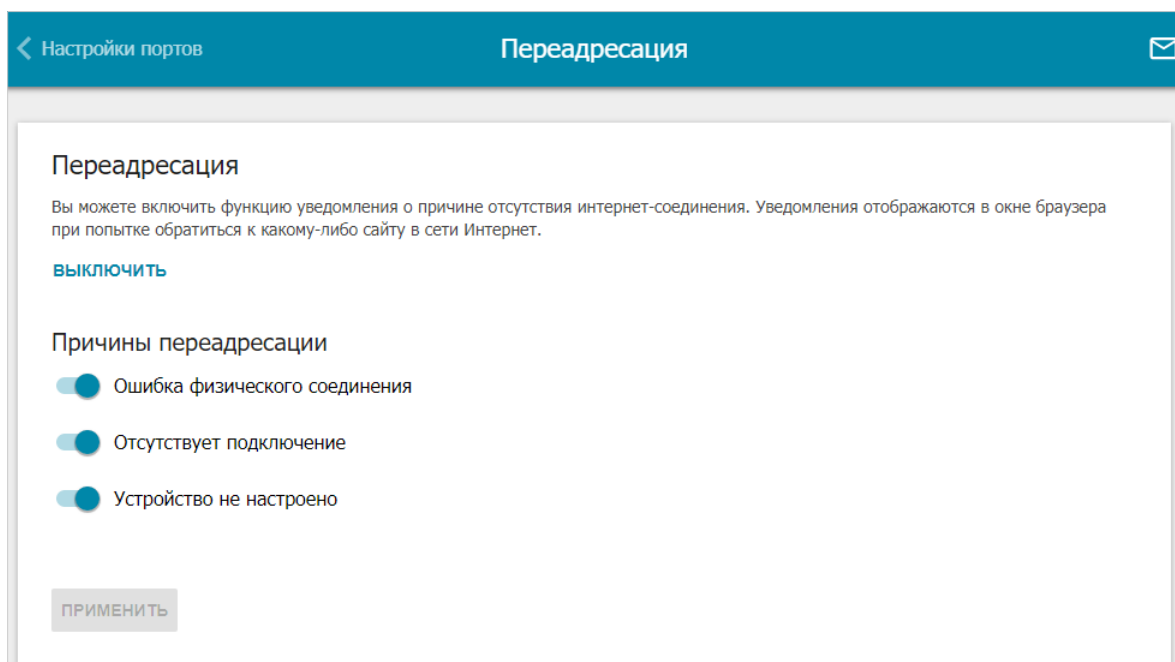 Настройки портов
Переадресация
Переадресация
Вы можете включить функцию уведомления о причине отсутствия интернет-соединения. Уведомления отображаются в окне браузера
при попытке обратиться к какому-либо сайту в сети Интернет.
ВЫКЛЮЧИТЬ
Причины переадресации
Ошибка физического соединения
Отсутствует подключение
Устройство не настроено
ПРИМЕНИТЬ